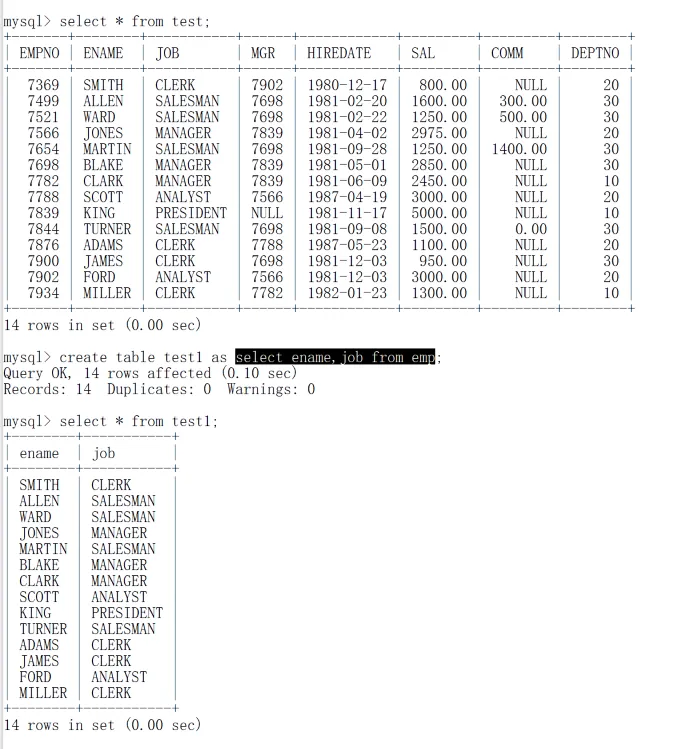 mysql> select * from test;
+-------+--------+-----------+------+------------+---------+---------+--------+
| EMPNO | ENAME  | JOB       | MGR  | HIREDATE   | SAL     | COMM    | DEPTNO |
+-------+--------+-----------+------+------------+---------+---------+--------+
|  7369 | SMITH  | CLERK     | 7902 | 1980-12-17 |  800.00 |    NULL |     20 |
|  7499 | ALLEN  | SALESMAN  | 7698 | 1981-02-20 | 1600.00 |  300.00 |     30 |
|  7521 | WARD   | SALESMAN  | 7698 | 1981-02-22 | 1250.00 |  500.00 |     30 |
|  7566 | JONES  | MANAGER   | 7839 | 1981-04-02 | 2975.00 |    NULL |     20 |
|  7654 | MARTIN | SALESMAN  | 7698 | 1981-09-28 | 1250.00 | 1400.00 |     30 |
|  7698 | BLAKE  | MANAGER   | 7839 | 1981-05-01 | 2850.00 |    NULL |     30 |
|  7782 | CLARK  | MANAGER   | 7839 | 1981-06-09 | 2450.00 |    NULL |     10 |
|  7788 | SCOTT  | ANALYST   | 7566 | 1987-04-19 | 3000.00 |    NULL |     20 |
|  7839 | KING   | PRESIDENT | NULL | 1981-11-17 | 5000.00 |    NULL |     10 |
|  7844 | TURNER | SALESMAN  | 7698 | 1981-09-08 | 1500.00 |    0.00 |     30 |
|  7876 | ADAMS  | CLERK     | 7788 | 1987-05-23 | 1100.00 |    NULL |     20 |
|  7900 | JAMES  | CLERK     | 7698 | 1981-12-03 |  950.00 |    NULL |     30 |
|  7902 | FORD   | ANALYST   | 7566 | 1981-12-03 | 3000.00 |    NULL |     20 |
|  7934 | MILLER | CLERK     | 7782 | 1982-01-23 | 1300.00 |    NULL |     10 |
+-------+--------+-----------+------+------------+---------+---------+--------+
14 rows in set (0.00 sec)
mysql> create table test1 as select ename,job from emp;
Query OK, 14 rows affected (0.10 sec)
Records: 14  Duplicates: 0  Warnings: 0
mysql> select * from test1;
+--------+-----------+
| ename  | job       |
+--------+-----------+
| SMITH  | CLERK     |
| ALLEN  | SALESMAN  |
| WARD   | SALESMAN  |
| JONES  | MANAGER   |
| MARTIN | SALESMAN  |
| BLAKE  | MANAGER   |
| CLARK  | MANAGER   |
| SCOTT  | ANALYST   |
| KING   | PRESIDENT |
| TURNER | SALESMAN  |
| ADAMS  | CLERK     |
| JAMES  | CLERK     |
| FORD   | ANALYST   |
| MILLER | CLERK     |
+--------+-----------+
14 rows in set (0.00 sec)